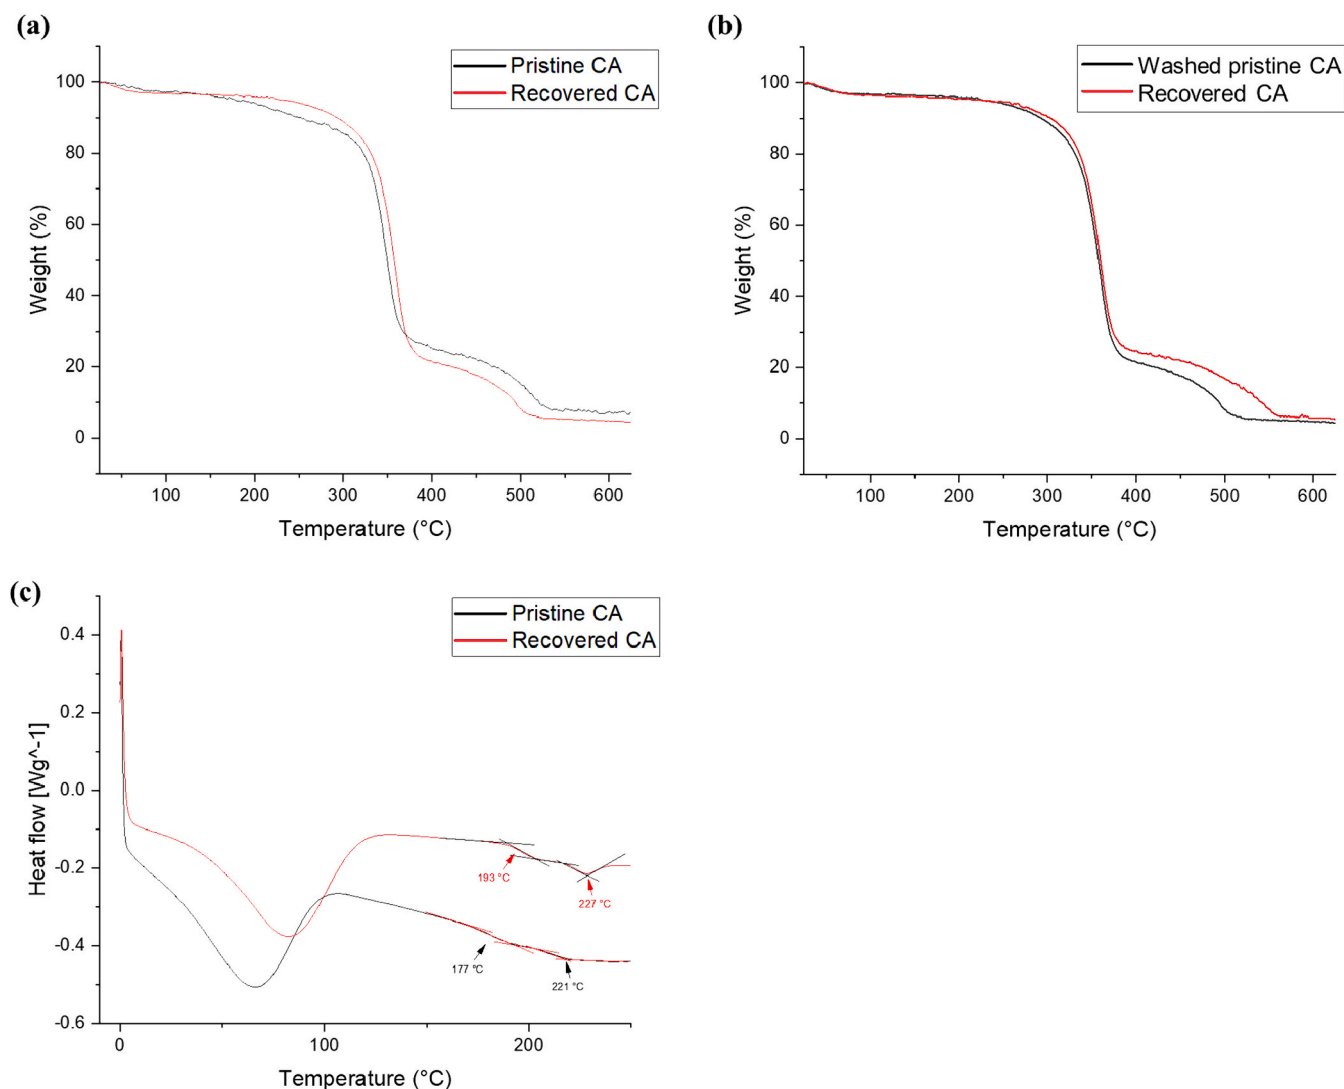 (a)
Pristine CA
Recovered CA
100
80
60
40
20
0
Weight (%)
100
200
300
400
500
600
Temperature (°C)
(b)
Washed pristine CA
Recovered CA
100
80
60
40
20
0
Weight (%)
100
200
300
400
500
600
Temperature (°C)
(c)
Pristine CA
Recovered CA
0.4
0.2
0.0
-0.2
-0.4
-0.6
Heat flow [Wg^-1]
193 °C
227 °C
177 °C
221 °C
0
100
200
Temperature (°C)